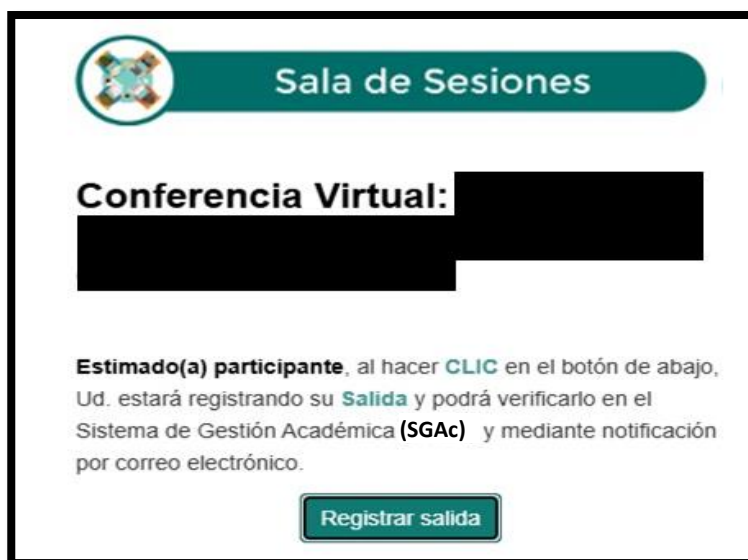 Sala de Sesiones
Conferencia Virtual:
Estimado(a) participante, al hacer CLIC en el botón de abajo,
Ud. estará registrando su Salida y podrá verificarlo en el
Sistema de Gestión Académica (SGAc) y mediante notificación
por correo electrónico.
Registrar salida